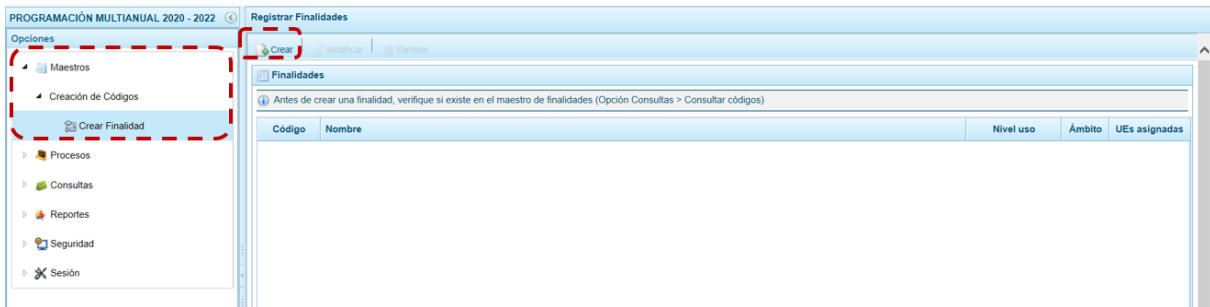 PROGRAMACIÓN MULTIANUAL 2020 - 2022
Opciones
Maestros
Creación de Códigos
Crear Finalidad
Procesos
Consultas
Reportes
Seguridad
Sesión
Registrar Finalidades
Crear Modificar Eliminar
Finalidades
Antes de crear una finalidad, verifique si existe en el maestro de finalidades (Opción Consultas > Consultar códigos)
Código Nombre Nivel uso Ámbito UEs asignadas